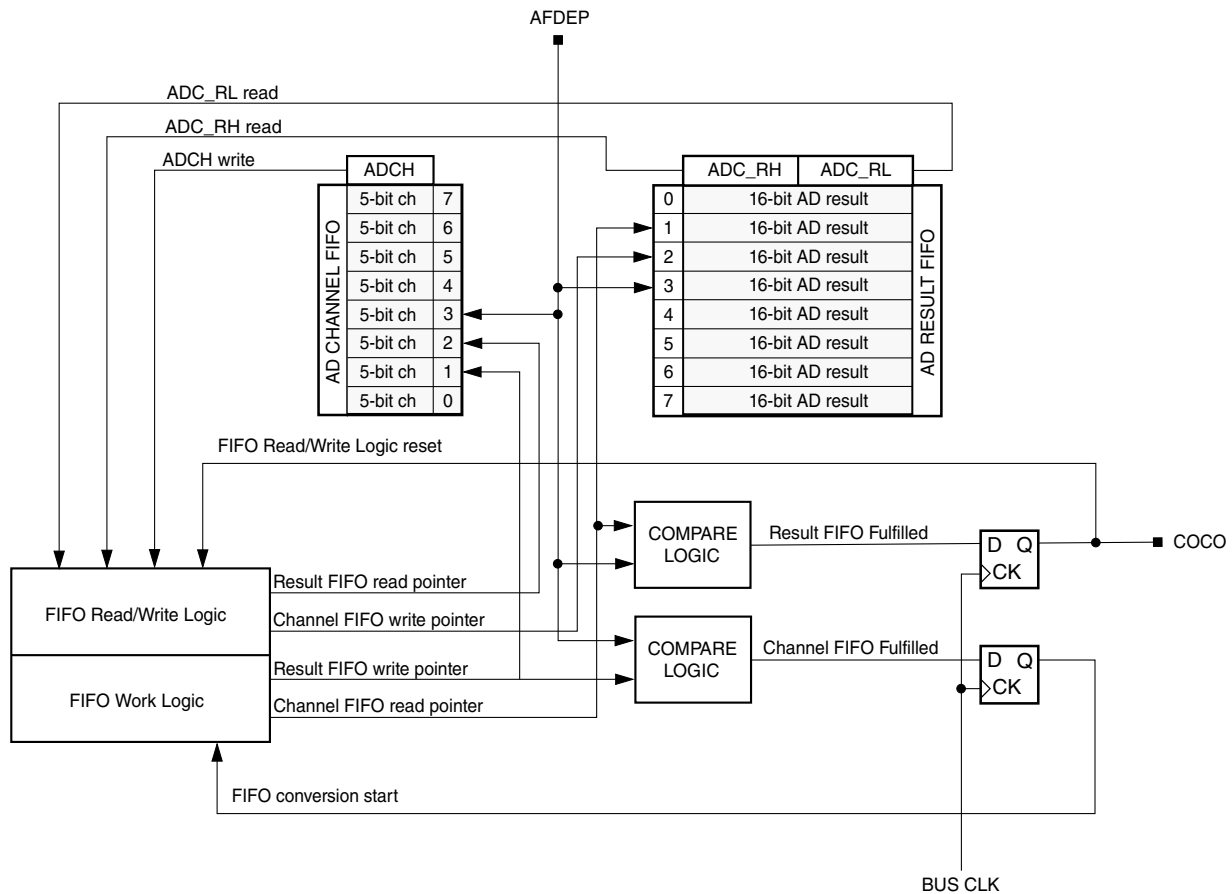 AFDEP
ADC_RL read
ADC_RH read
ADCH write
ADCH
ADC_RH ADC_RL
AD CHANNEL FIFO
5-bit ch 7
5-bit ch 6
5-bit ch 5
5-bit ch 4
5-bit ch 3
5-bit ch 2
5-bit ch 1
5-bit ch 0
0 16-bit AD result
1 16-bit AD result
2 16-bit AD result
3 16-bit AD result
4 16-bit AD result
5 16-bit AD result
6 16-bit AD result
7 16-bit AD result
AD RESULT FIFO
FIFO Read/Write Logic reset
COMPARE
LOGIC
Result FIFO Fulfilled
D Q
CK
COCO
FIFO Read/Write Logic
Result FIFO read pointer
Channel FIFO write pointer
FIFO Work Logic
Result FIFO write pointer
Channel FIFO read pointer
COMPARE
LOGIC
Channel FIFO Fulfilled
D Q
CK
FIFO conversion start
BUS CLK